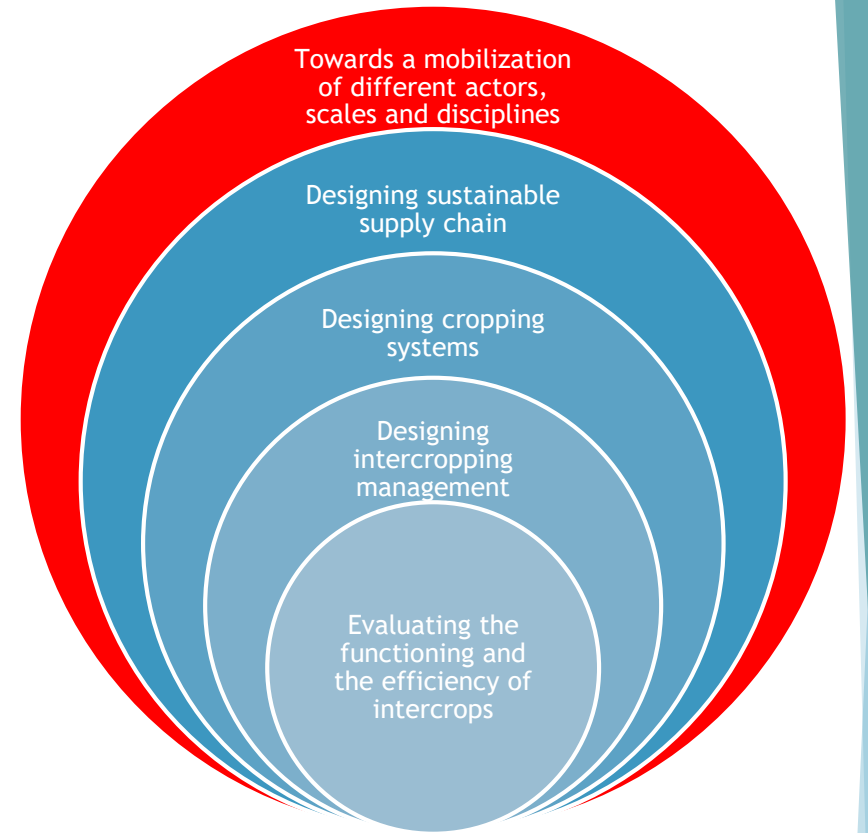 Towards a mobilization
of different actors,
scales and disciplines
Designing sustainable
supply chain
Designing cropping
systems
Designing
intercropping
management
Evaluating the
functioning and
the efficiency of
intercrops